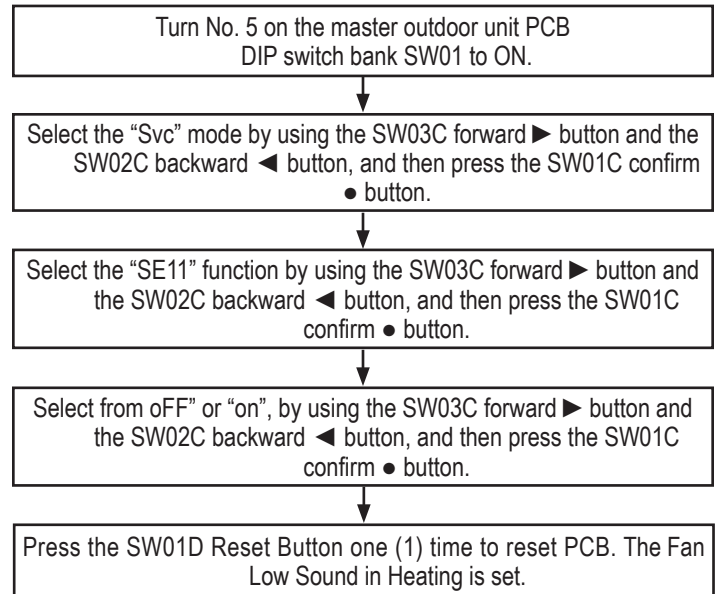 Turn No. 5 on the master outdoor unit PCB
DIP switch bank SW01 to ON.
Select the “Svc” mode by using the SW03C forward ► button and the
SW02C backward ◄ button, and then press the SW01C confirm
● button.
Select the “SE11” function by using the SW03C forward ► button and
the SW02C backward ◄ button, and then press the SW01C
confirm ● button.
Select from oFF” or “on”, by using the SW03C forward ► button and
the SW02C backward ◄ button, and then press the SW01C
confirm ● button.
Press the SW01D Reset Button one (1) time to reset PCB. The Fan
Low Sound in Heating is set.